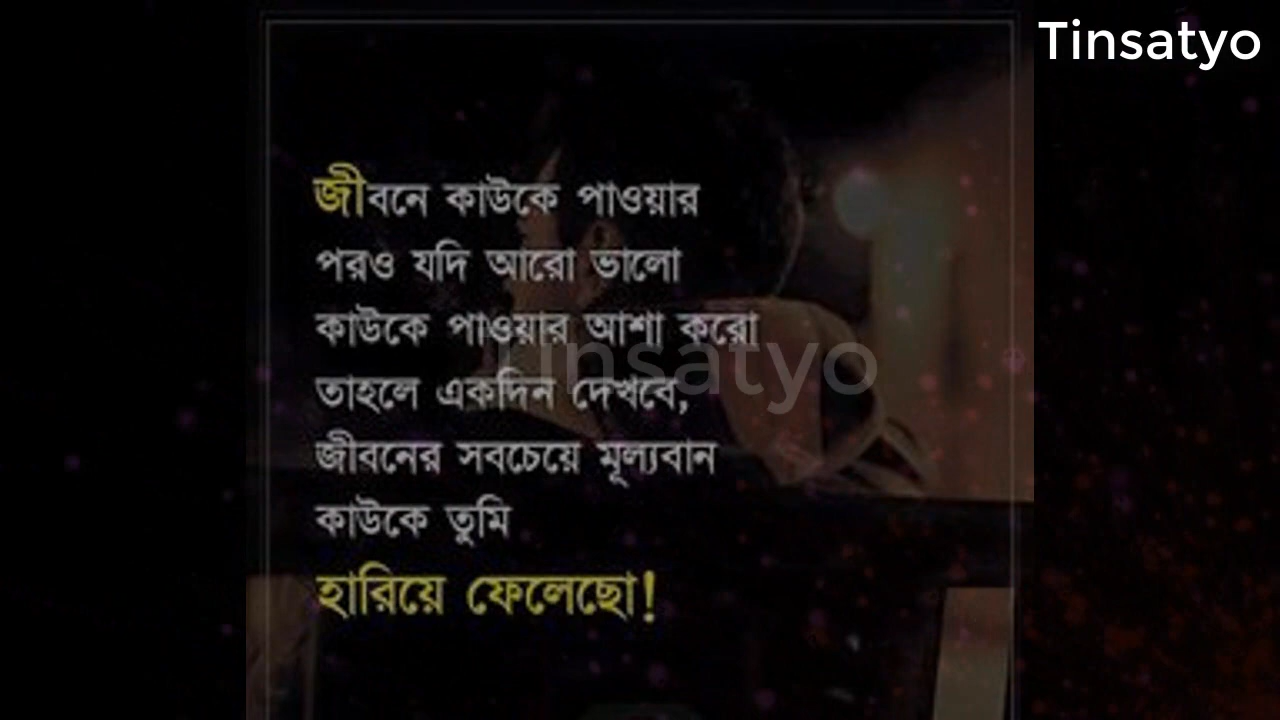 Tinsatyo
জীবনে কাউকে পাওয়ার
পরও যদি আরো ভালো
কাউকে পাওয়ার আশা করো
তাহলে একদিন দেখবে,
জীবনের সবচেয়ে মূল্যবান
কাউকে তুমি
হারিয়ে ফেলেছো!
Tinsatyo